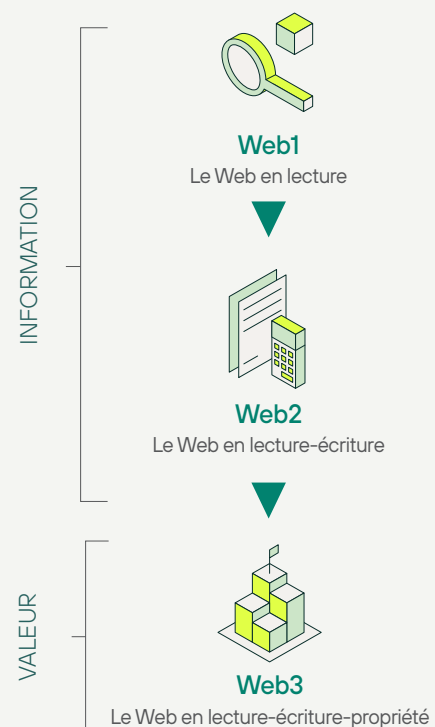 Web1
Le Web en lecture
INFORMATION
Web2
Le Web en lecture-écriture
VALEUR
Web3
Le Web en lecture-écriture-propriété